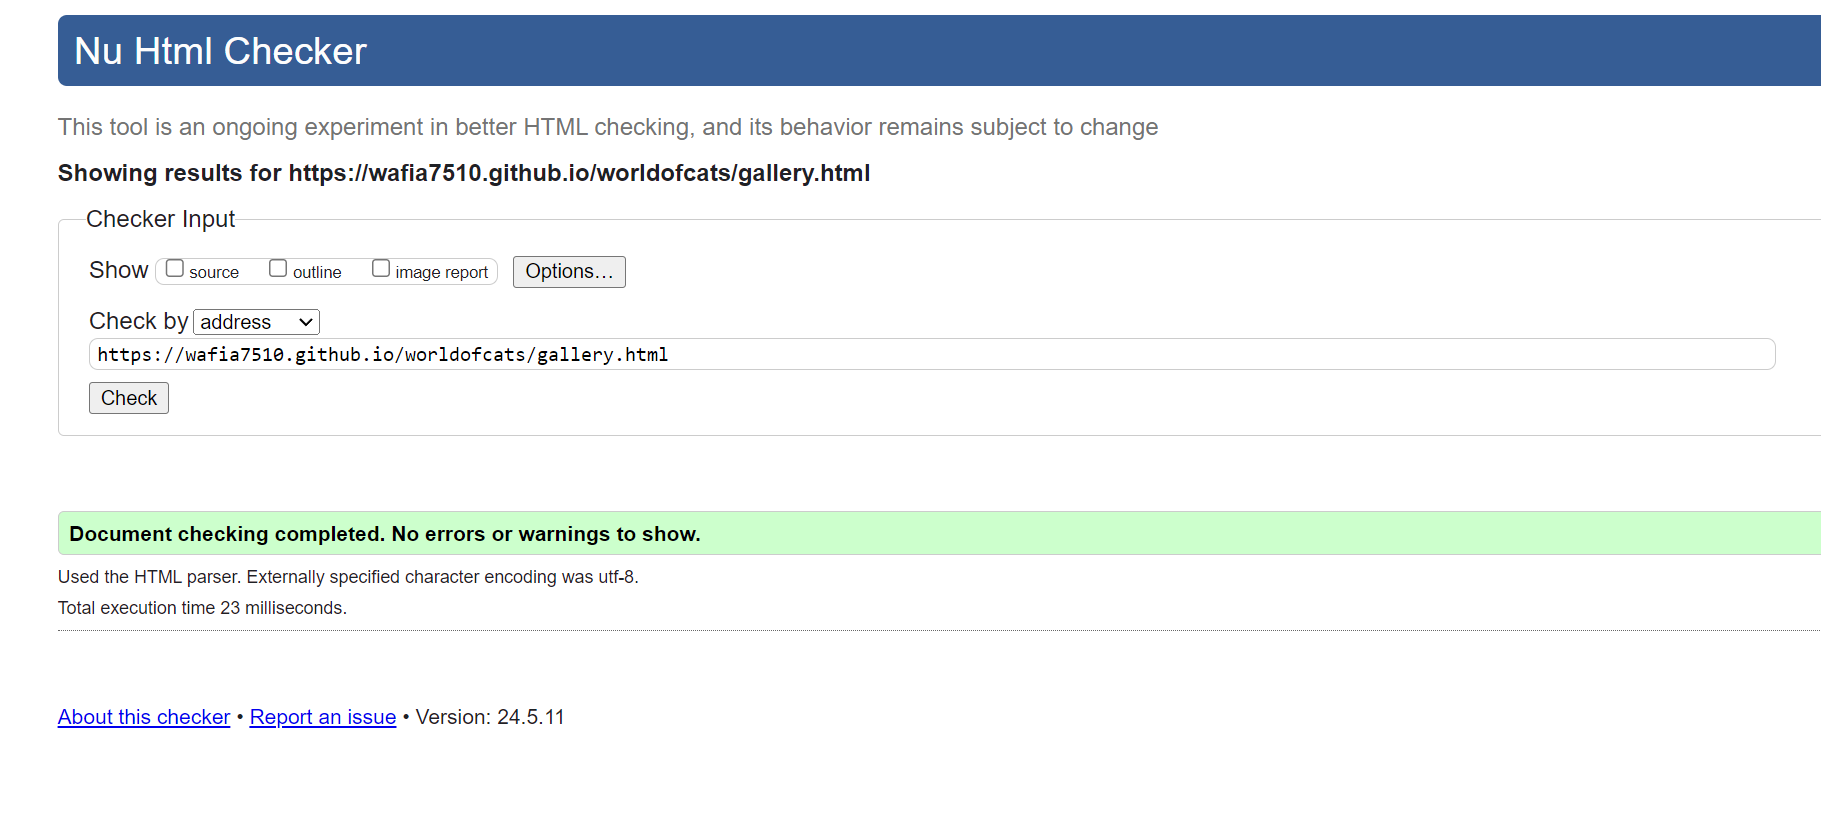 Nu Html Checker
This tool is an ongoing experiment in better HTML checking, and its behavior remains subject to change
Showing results for https://wafia7510.github.io/worldofcats/gallery.html
Checker Input
Show source outline image report Options...
Check by address
https://wafia7510.github.io/worldofcats/gallery.html
Check
Document checking completed. No errors or warnings to show.
Used the HTML parser. Externally specified character encoding was utf-8.
Total execution time 23 milliseconds.
About this checker • Report an issue • Version: 24.5.11